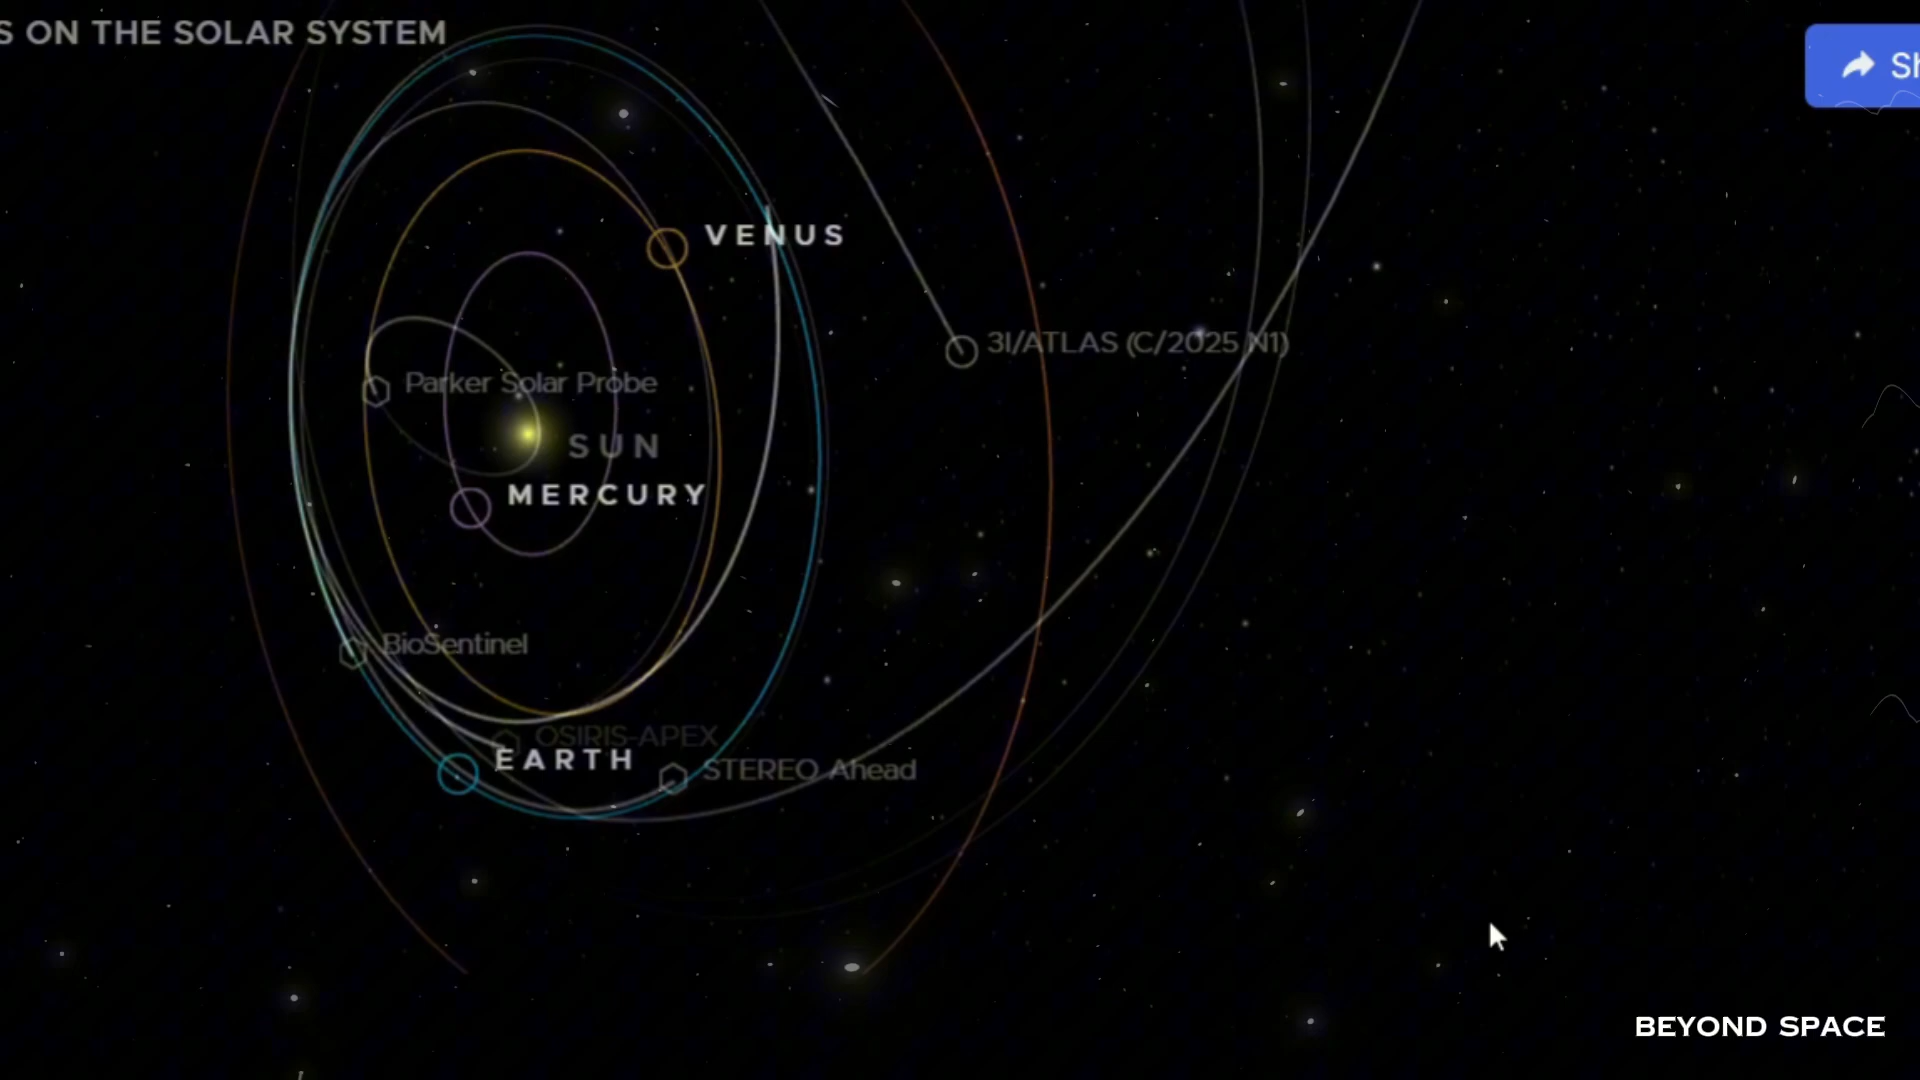 S ON THE SOLAR SYSTEM
Sh
VENUS
3I/ATLAS (C/2025 N1)
Parker Solar Probe
SUN
MERCURY
BioSentinel
OSIRIS-APEX
EARTH
STEREO Ahead
BEYOND SPACE